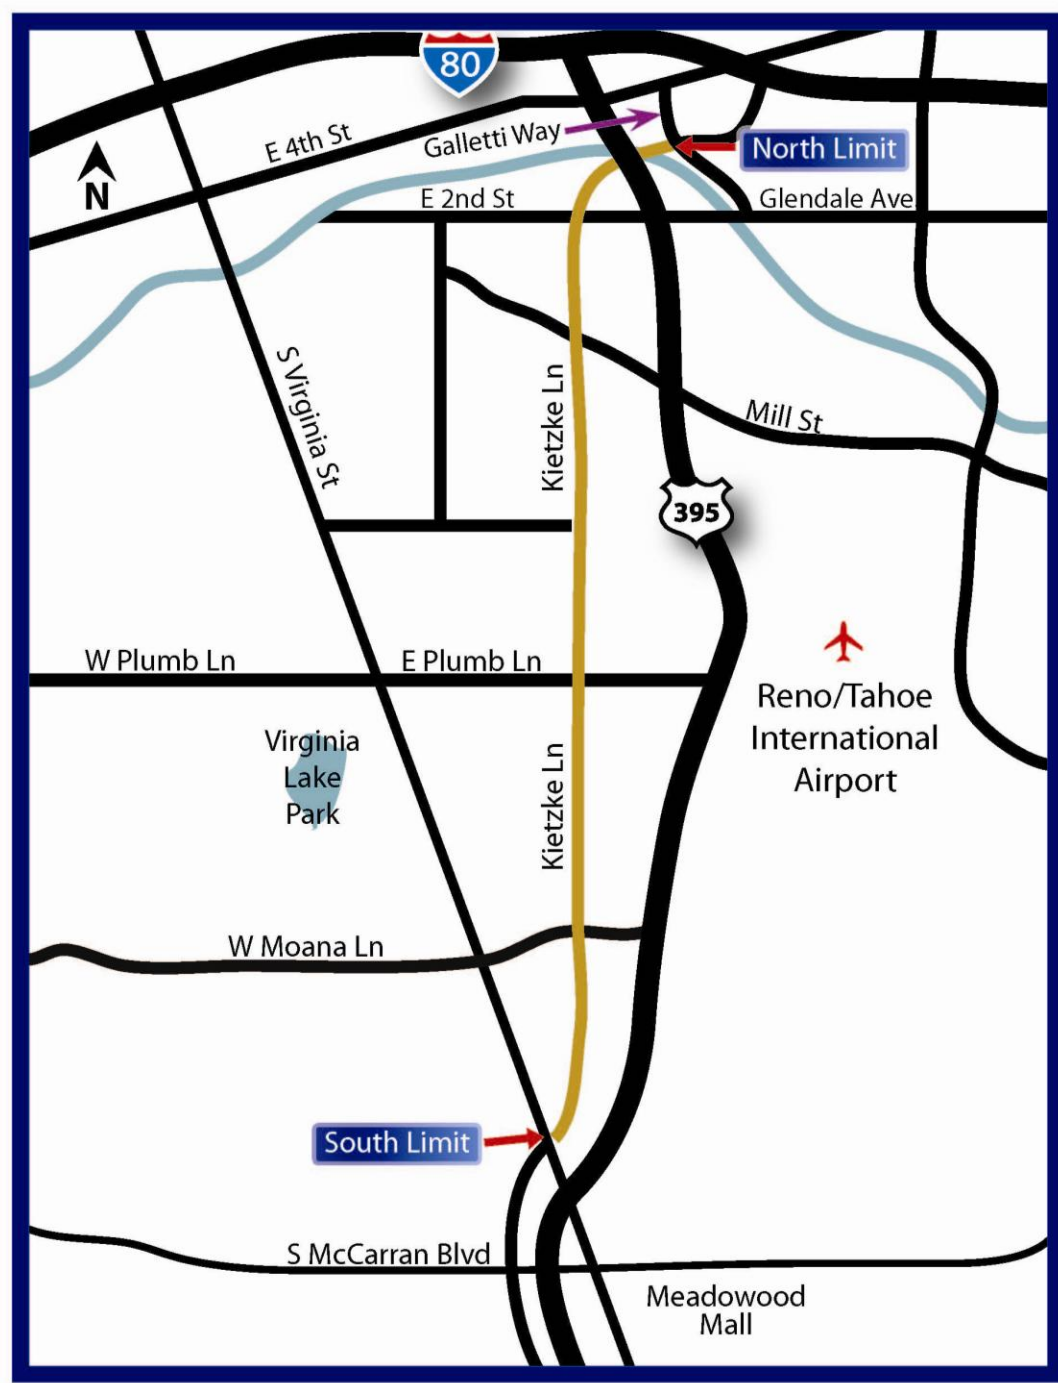 80
E 4th St
Galletti Way
North Limit
N
E 2nd St
Glendale Ave.
S Virginia St
Kietzke Ln
Mill St
395
W Plumb Ln
E Plumb Ln
Reno/Tahoe
International
Airport
Virginia
Lake
Park
Kietzke Ln
W Moana Ln
South Limit
S McCarran Blvd
Meadowood
Mall